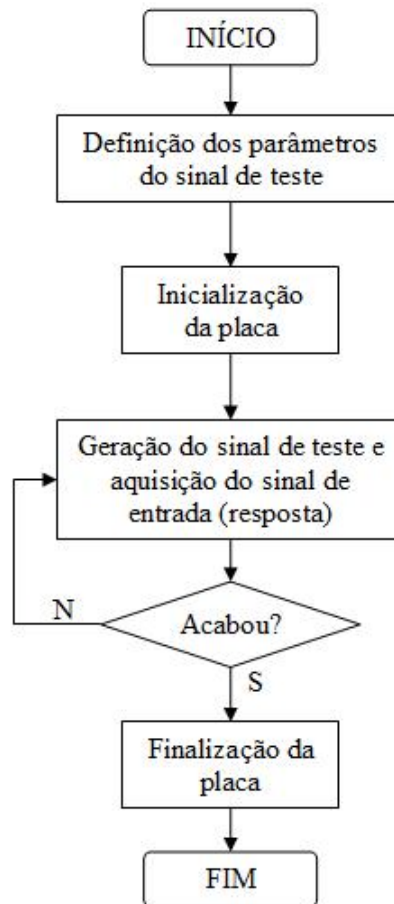 INÍCIO
Definição dos parâmetros
do sinal de teste
Inicialização
da placa
Geração do sinal de teste e
aquisição do sinal de
entrada (resposta)
N
Acabou?
S
Finalização da
placa
FIM